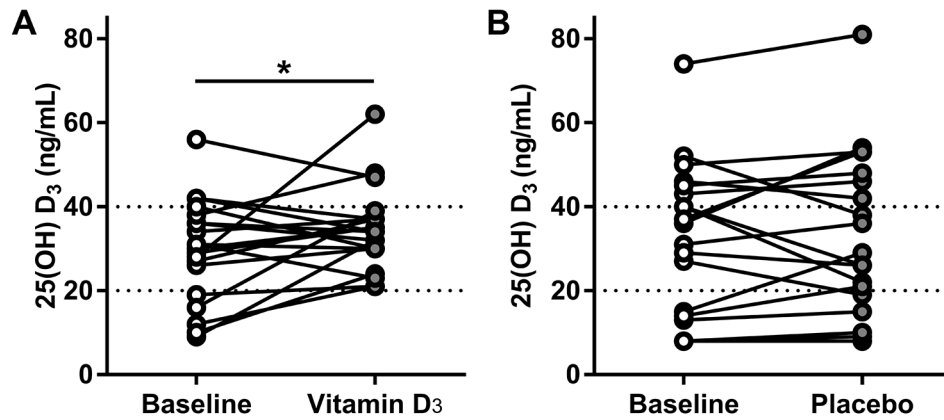 A
25(OH) D₃ (ng/mL)
80
60
40
20
0
*
Baseline
Vitamin D₃
B
25(OH) D₃ (ng/mL)
80
60
40
20
0
Baseline
Placebo